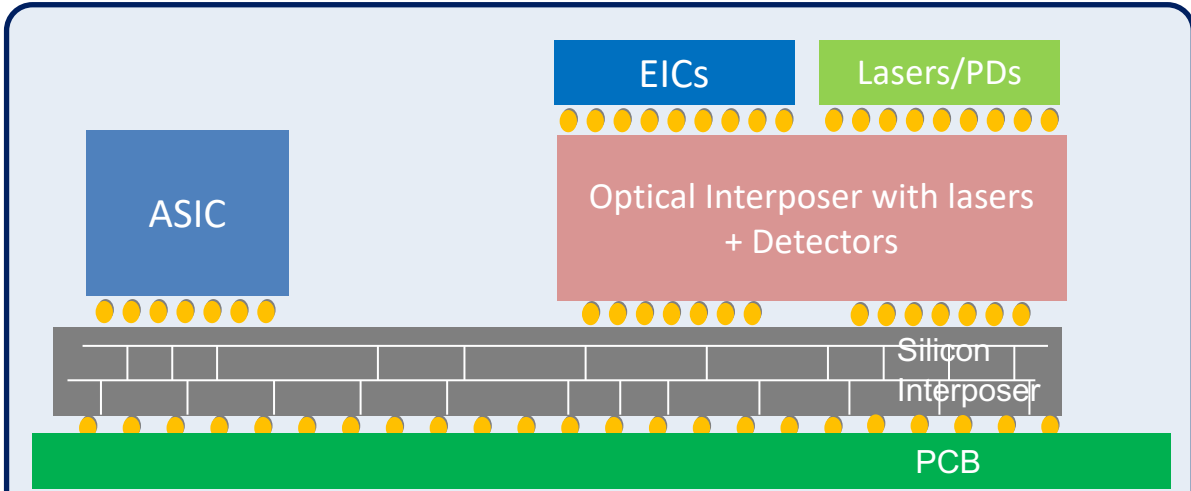 EICs
Lasers/PDs
ASIC
Optical Interposer with lasers
+ Detectors
Silicon
Interposer
PCB